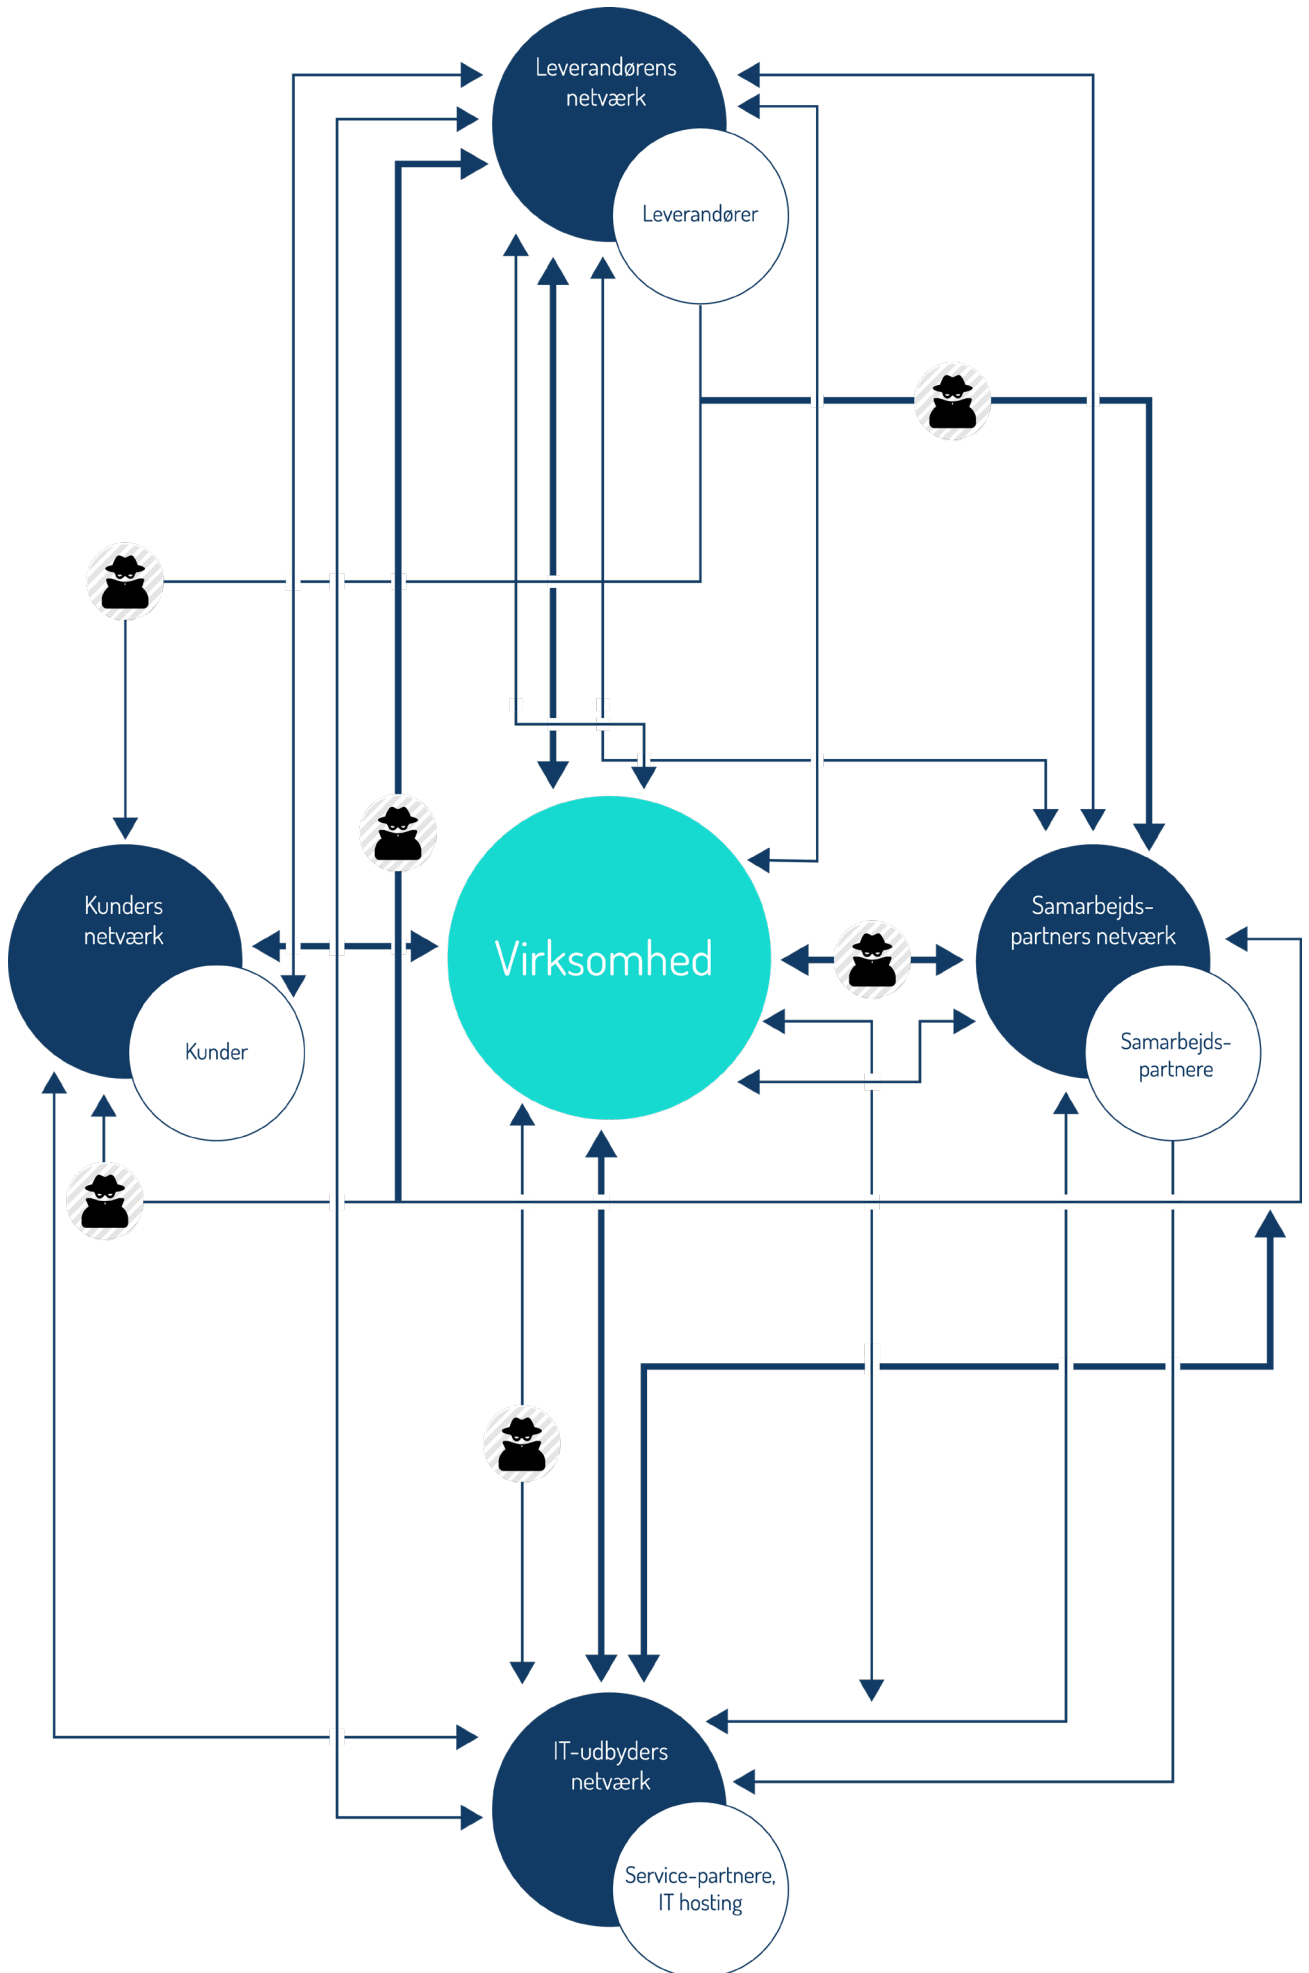 Leverandørens
netværk
Leverandører
Kunders
netværk
Kunder
Virksomhed
Samarbejds-
partners netværk
Samarbejds-
partnere
IT-udbyders
netværk
Service-partnere,
IT hosting